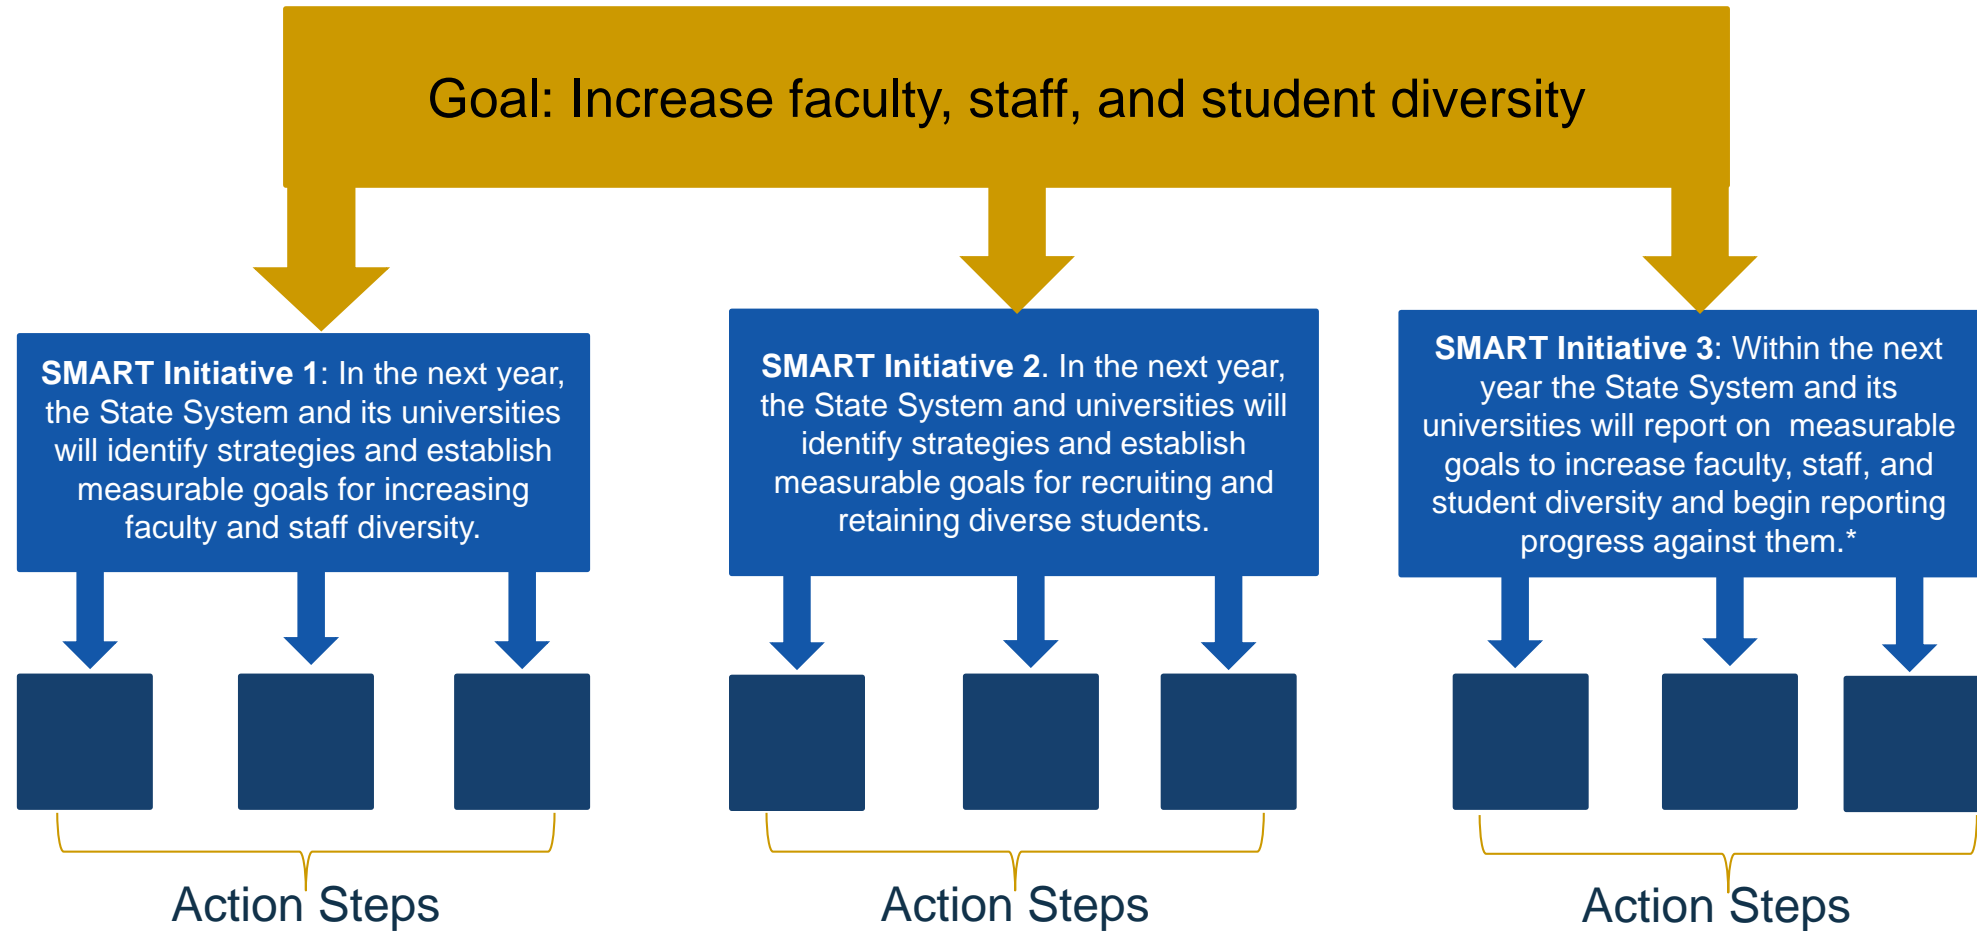 Goal: Increase faculty, staff, and student diversity
SMART Initiative 1: In the next year,
the State System and its universities
will identify strategies and establish
measurable goals for increasing
faculty and staff diversity.
SMART Initiative 2. In the next year,
the State System and universities will
identify strategies and establish
measurable goals for recruiting and
retaining diverse students.
SMART Initiative 3: Within the next
year the State System and its
universities will report on  measurable
goals to increase faculty, staff, and
student diversity and begin reporting
progress against them.*
Action Steps
Action Steps
Action Steps